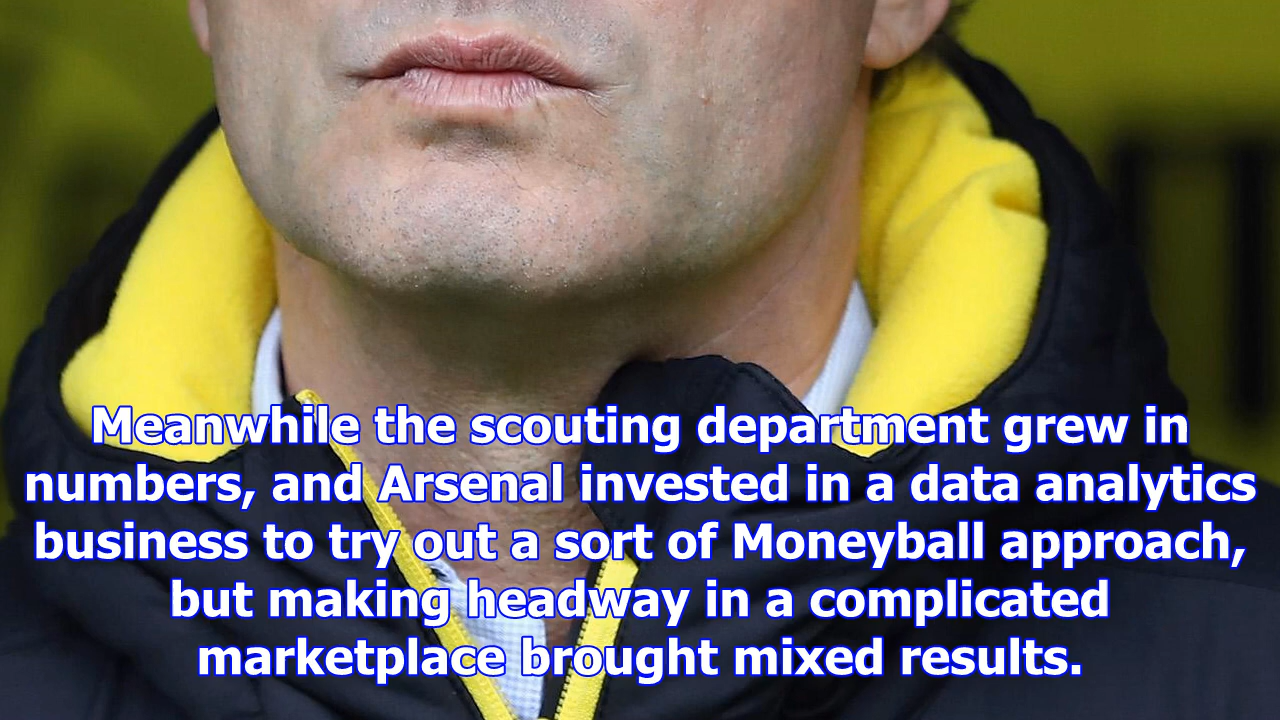 Meanwhile the scouting department grew in
numbers, and Arsenal invested in a data analytics
business to try out a sort of Moneyball approach,
but making headway in a complicated
marketplace brought mixed results.